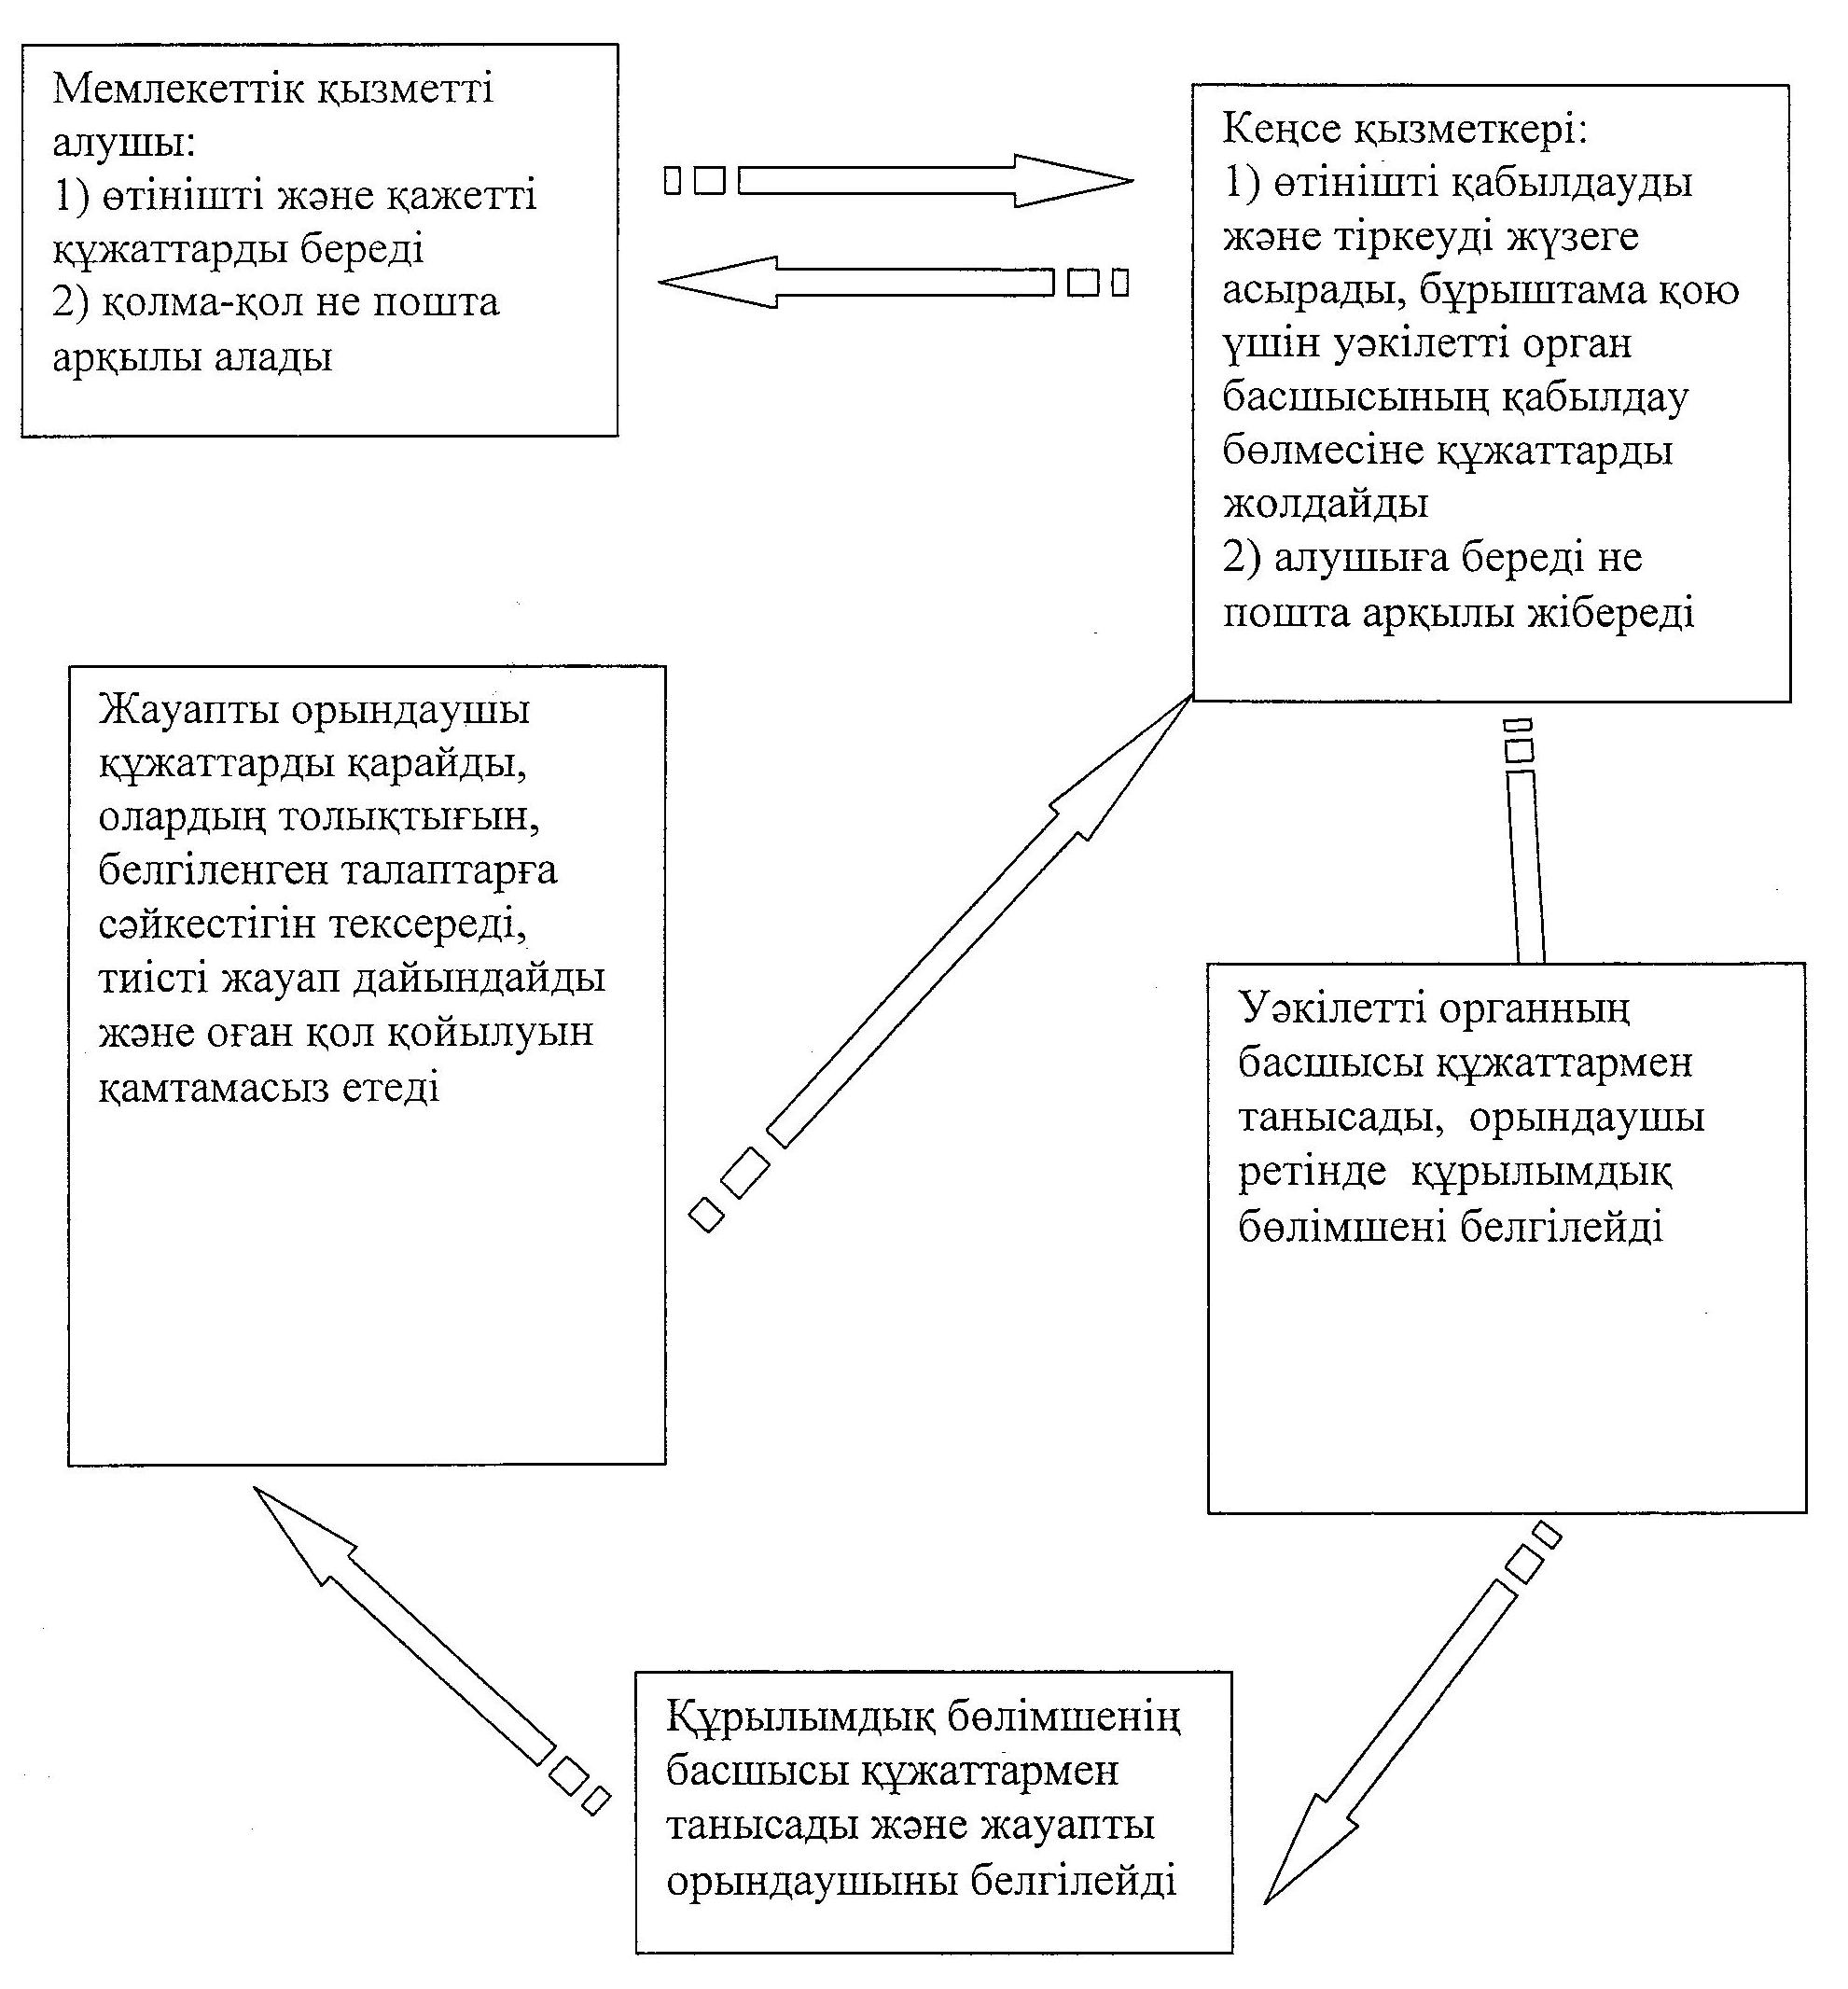 Мемлекеттік қызметті
алушы:
1) өтінішті және қажетті
құжаттарды береді
2) қолма-қол не пошта
арқылы алады
Кеңсе қызметкері:
1) өтінішті қабылдауды
және тіркеуді жүзеге
асырады, бұрыштама қою
үшін уәкілетті орган
басшысының қабылдау
бөлмесіне құжаттарды
жолдайды
2) алушыға береді не
пошта арқылы жібереді
Жауапты орындаушы
құжаттарды қарайды,
олардың толықтығын,
белгіленген талаптарға
сәйкестігін тексереді,
тиісті жауап дайындайды
және оған қол қойылуын
қамтамасыз етеді
Уәкілетті органның
басшысы құжаттармен
танысады, орындаушы
ретінде құрылымдық
бөлімшені белгілейді
Құрылымдық бөлімшенің
басшысы құжаттармен
танысады және жауапты
орындаушыны белгілейді